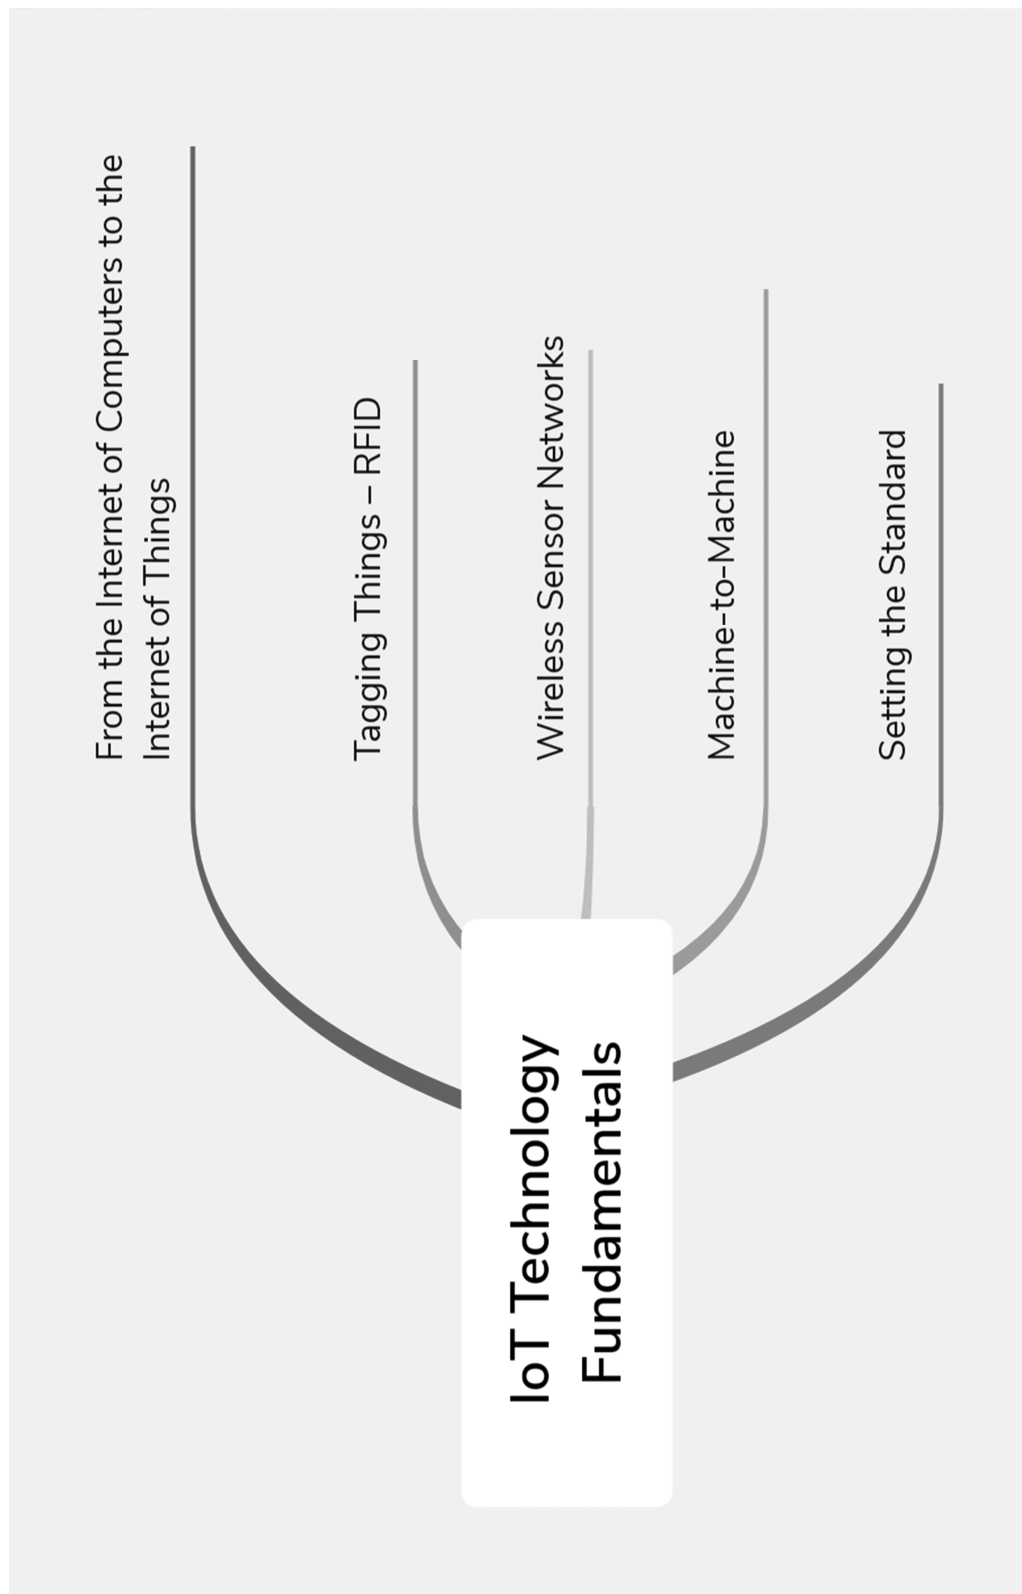 From the Internet of Computers to the
Internet of Things
Tagging Things – RFID
Wireless Sensor Networks
Machine-to-Machine
Setting the Standard
IoT Technology
Fundamentals